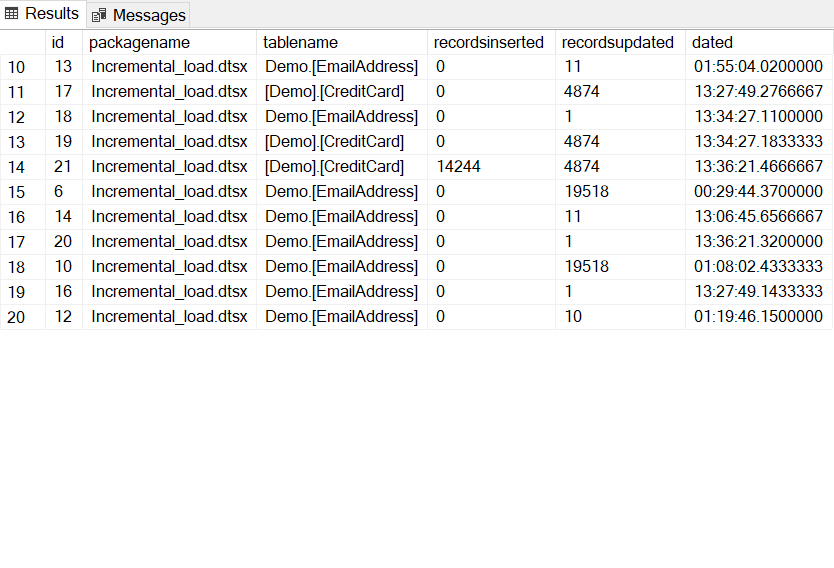 Results Messages
id packagename tablename recordsinserted recordsupdated dated
10 13 Incremental_load.dtsx Demo.[EmailAddress] 0 11 01:55:04.0200000
11 17 Incremental_load.dtsx [Demo].[CreditCard] 0 4874 13:27:49.2766667
12 18 Incremental_load.dtsx Demo.[EmailAddress] 0 1 13:34:27.1100000
13 19 Incremental_load.dtsx [Demo].[CreditCard] 0 4874 13:34:27.1833333
14 21 Incremental_load.dtsx [Demo].[CreditCard] 14244 4874 13:36:21.4666667
15 6 Incremental_load.dtsx Demo.[EmailAddress] 0 19518 00:29:44.3700000
16 14 Incremental_load.dtsx Demo.[EmailAddress] 0 11 13:06:45.6566667
17 20 Incremental_load.dtsx Demo.[EmailAddress] 0 1 13:36:21.3200000
18 10 Incremental_load.dtsx Demo.[EmailAddress] 0 19518 01:08:02.4333333
19 16 Incremental_load.dtsx Demo.[EmailAddress] 0 1 13:27:49.1433333
20 12 Incremental_load.dtsx Demo.[EmailAddress] 0 10 01:19:46.1500000